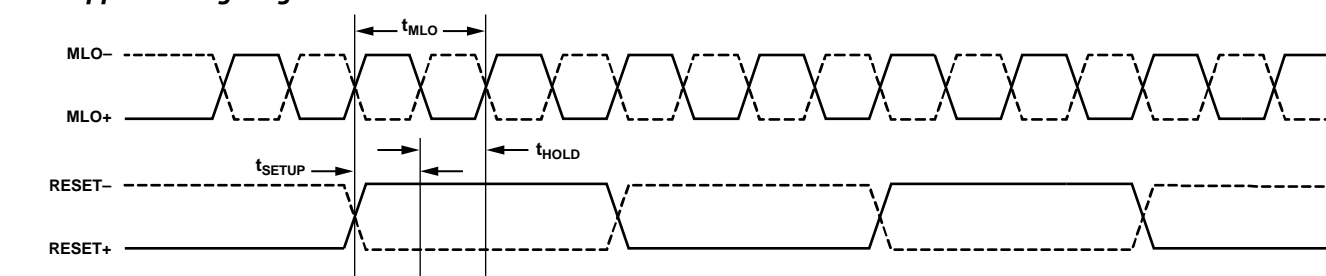 t_MLO
MLO–
MLO+
t_HOLD
t_SETUP
RESET–
RESET+